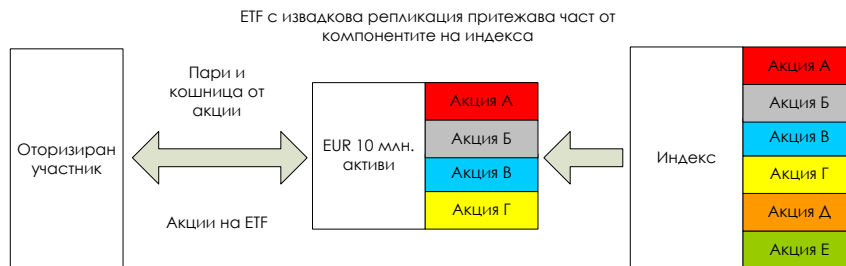 ETF с извадкова репликация притежава част от
компонентите на индекса
Оторизиран
участник
Пари и
кошница от
акции
Акции на ETF
EUR 10 млн.
активи
Акция А
Акция Б
Акция В
Акция Г
Индекс
Акция А
Акция Б
Акция В
Акция Г
Акция Д
Акция Е